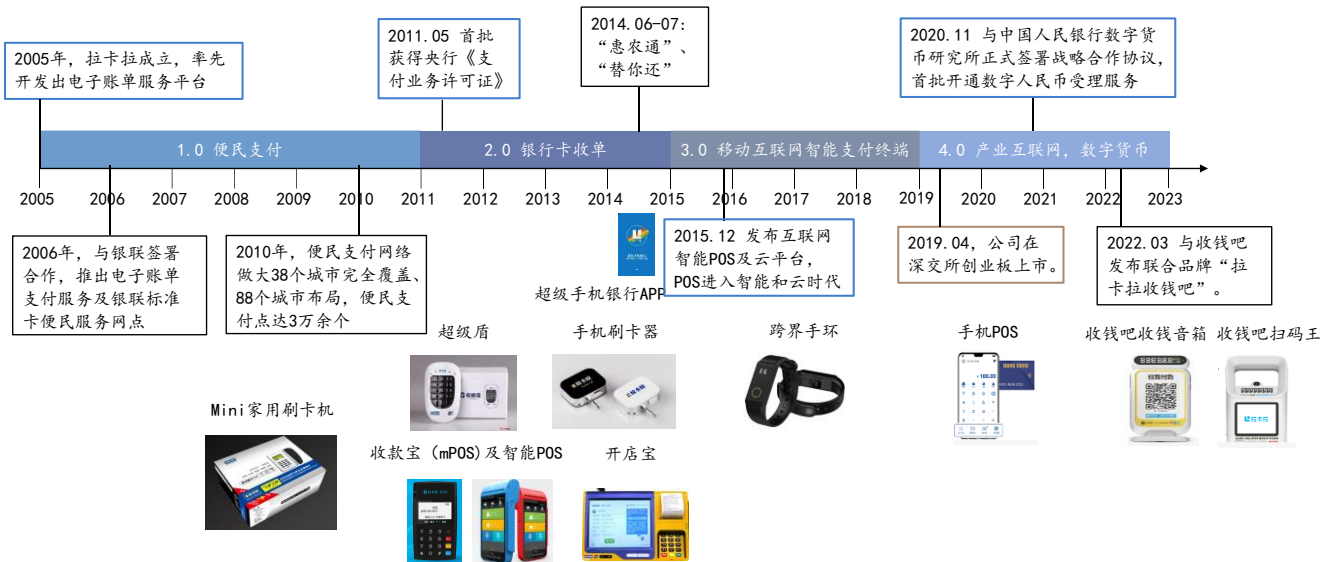 2005年，拉卡拉成立，率先
开发出电子账单服务平台
2011.05 首批
获得央行《支
付业务许可证》
2014.06-07：
“惠农通”、
“替你还”
2020.11 与中国人民银行数字货
币研究所正式签署战略合作协议，
首批开通数字人民币受理服务
1.0 便民支付
2.0 银行卡收单
3.0 移动互联网智能支付终端
4.0 产业互联网，数字货币
2005
2006
2007
2008
2009
2010
2011
2012
2013
2014
2015
2016
2017
2018
2019
2020
2021
2022
2023
2006年，与银联签署
合作，推出电子账单
支付服务及银联标准
卡便民服务网点
2010年，便民支付网络
做大38个城市完全覆盖、
88个城市布局，便民支
付点达3万余个
2015.12 发布互联网
智能POS及云平台，
POS进入智能和云时代
2019.04，公司在
深交所创业板上市。
2022.03 与收钱吧
发布联合品牌“拉
卡拉收钱吧”。
超级手机银行APP
超级盾
手机刷卡器
跨界手环
手机POS
收钱吧收钱音箱
收钱吧扫码王
Mini家用刷卡机
收款宝（mPOS）及智能POS
开店宝
¥100.00
BANK CARD
拉卡拉